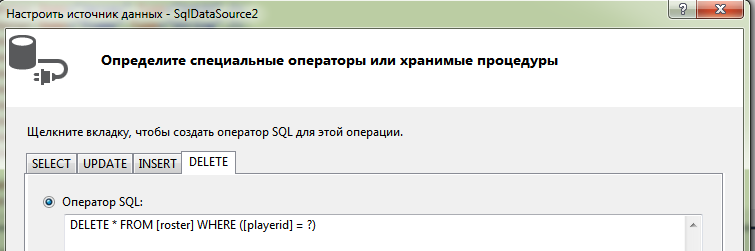 Настроить источник данных - SqlDataSource2
Определите специальные операторы или хранимые процедуры
Щелкните вкладку, чтобы создать оператор SQL для этой операции.
SELECT UPDATE INSERT DELETE
Оператор SQL:
DELETE * FROM [roster] WHERE ([playerid] = ?)